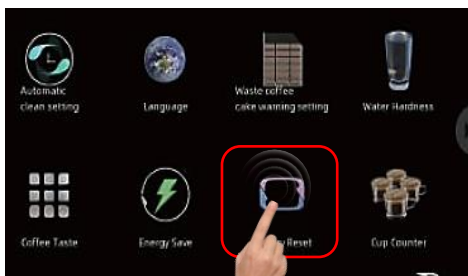 Automatic
clean setting
Language
Waste coffee
cake warning setting
Water Hardness
Coffee Taste
Energy Save
Reset
Cup Counter